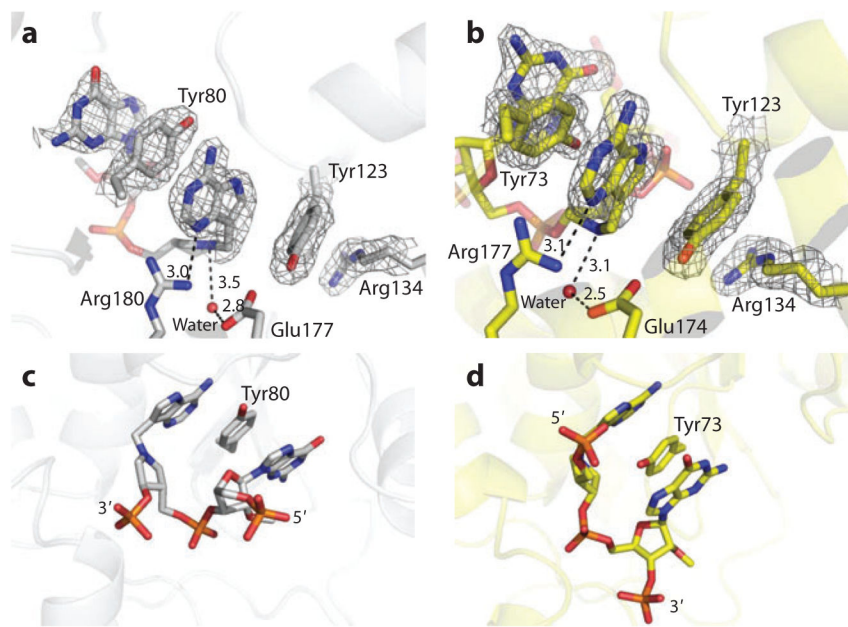 a
Tyr80
Tyr123
3.0
3.5
2.8
Arg180
Water
Glu177
Arg134
b
Tyr73
Tyr123
Arg177
3.1
3.1
2.5
Water
Glu174
Arg134
c
Tyr80
3′
5′
d
5′
Tyr73
3′